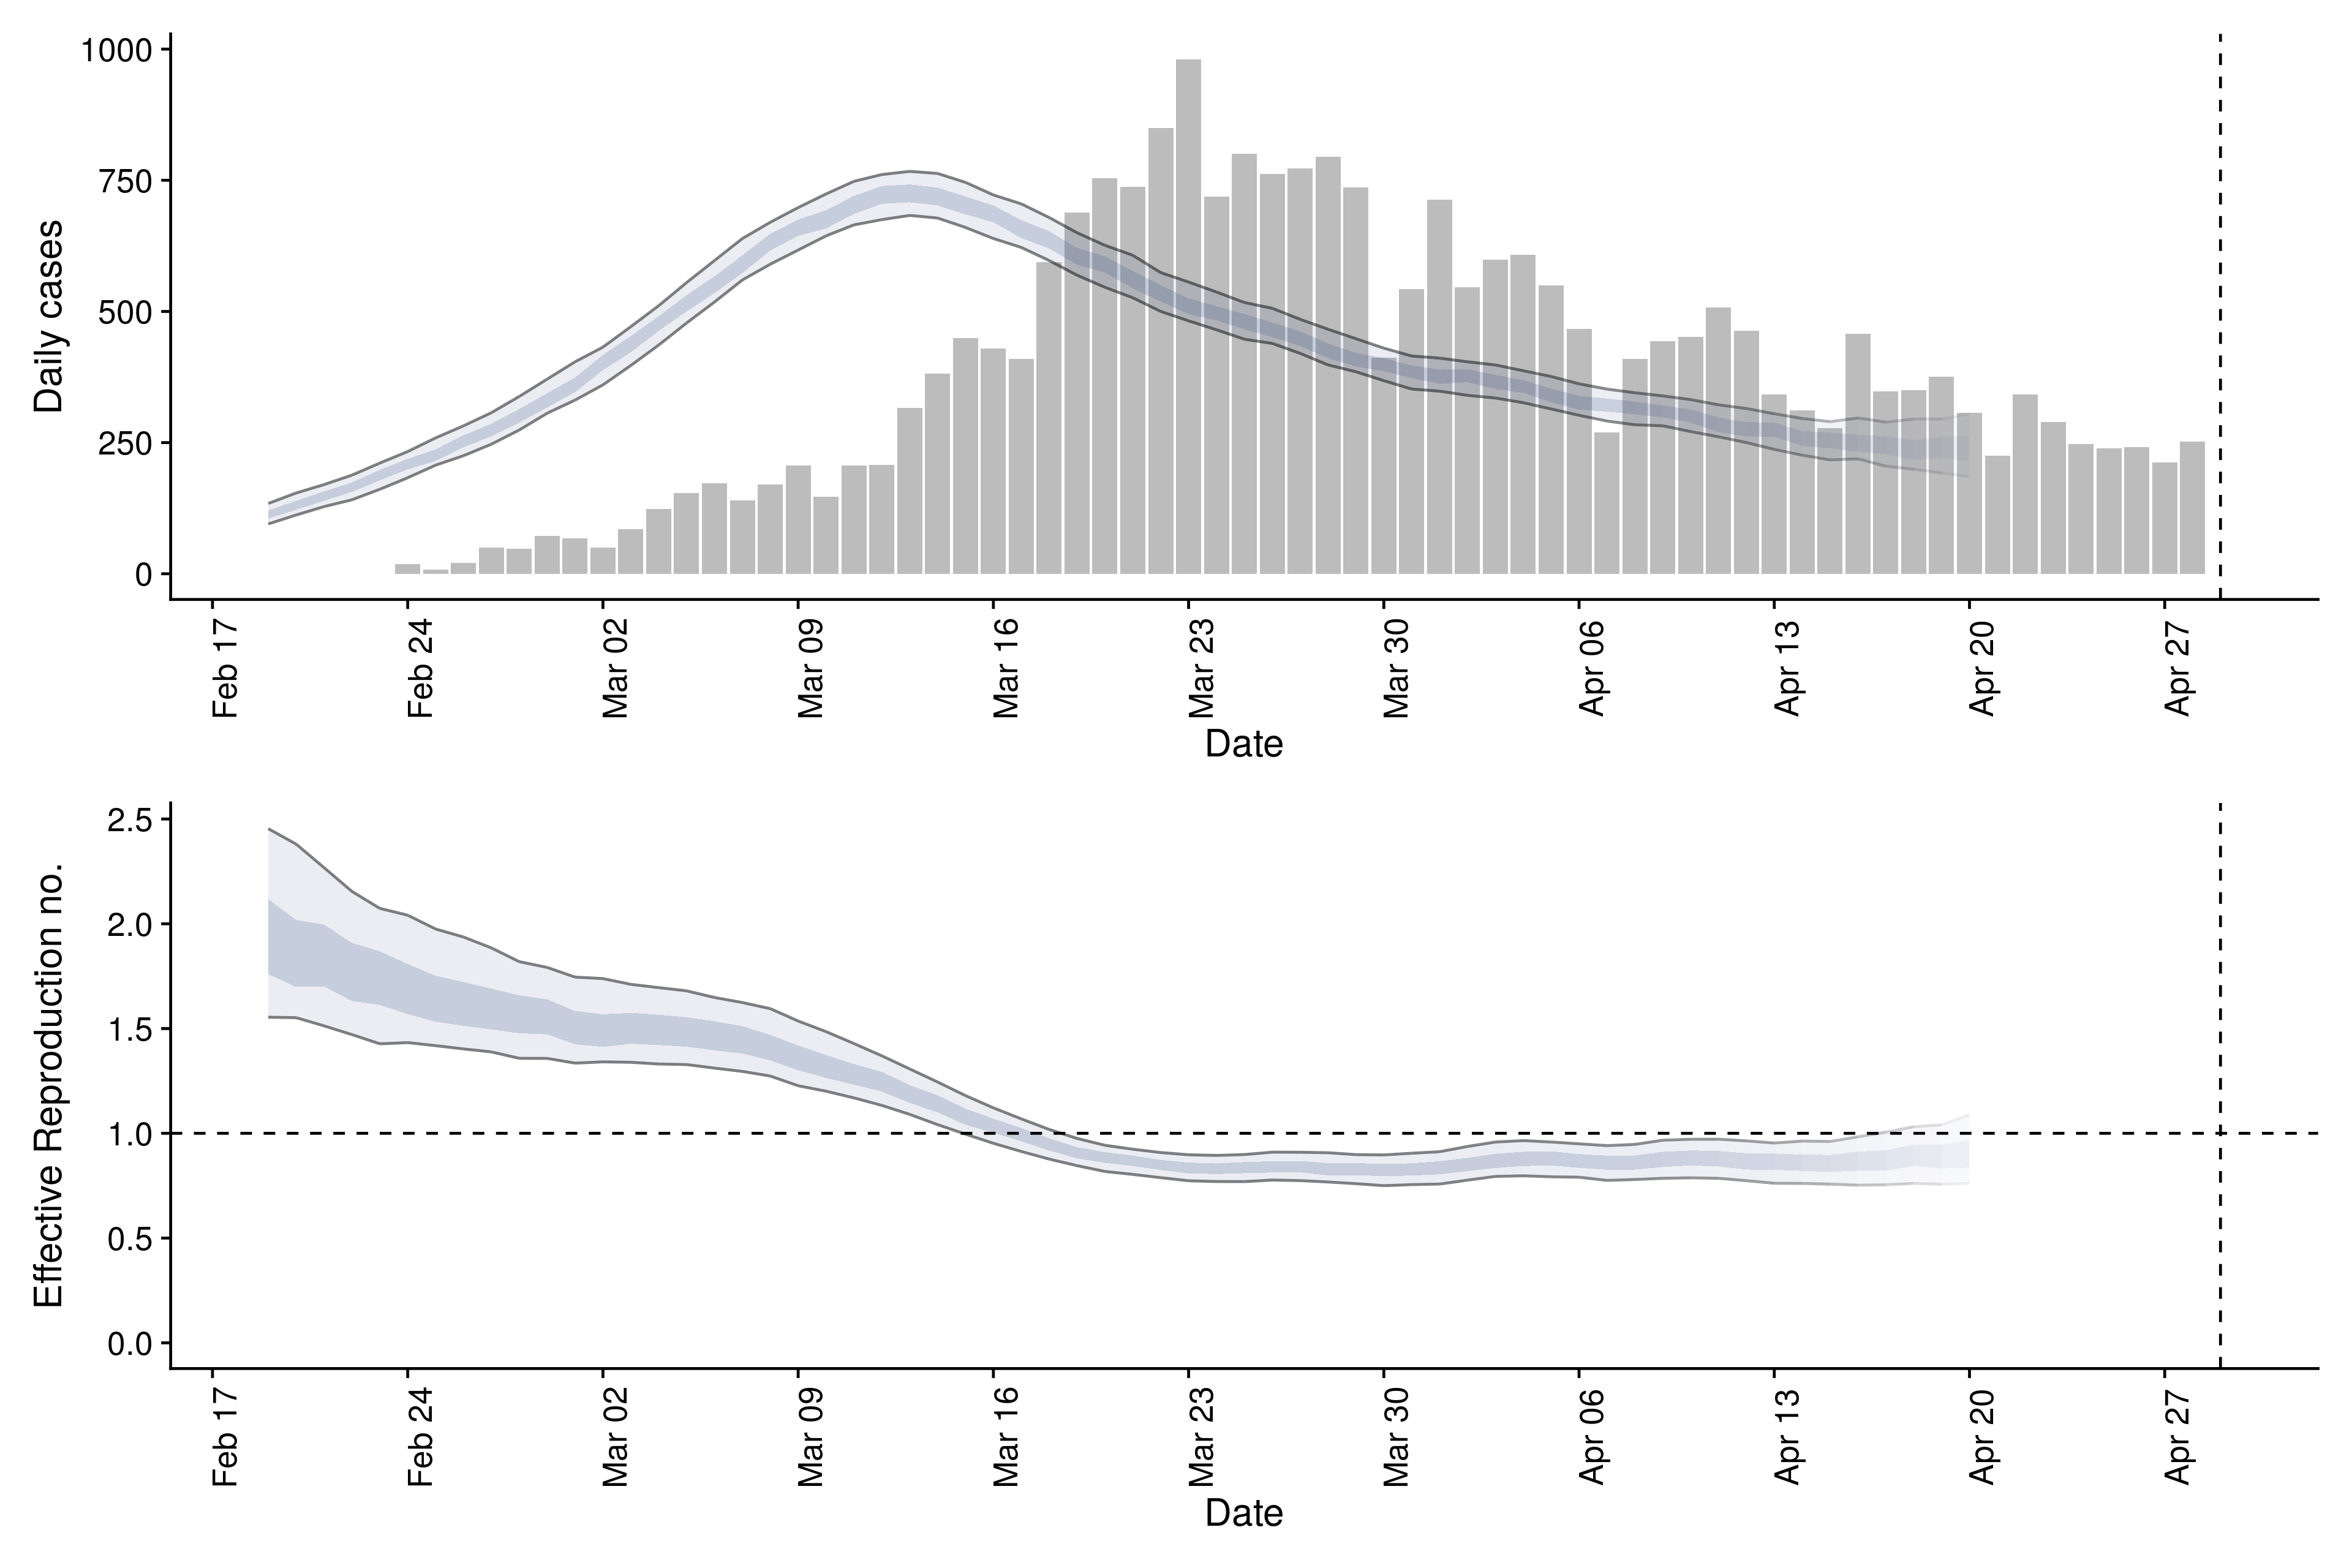 Daily cases
1000
750
500
250
0
Feb 17
Feb 24
Mar 02
Mar 09
Mar 16
Mar 23
Mar 30
Apr 06
Apr 13
Apr 20
Apr 27
Date
Effective Reproduction no.
2.5
2.0
1.5
1.0
0.5
0.0
Feb 17
Feb 24
Mar 02
Mar 09
Mar 16
Mar 23
Mar 30
Apr 06
Apr 13
Apr 20
Apr 27
Date